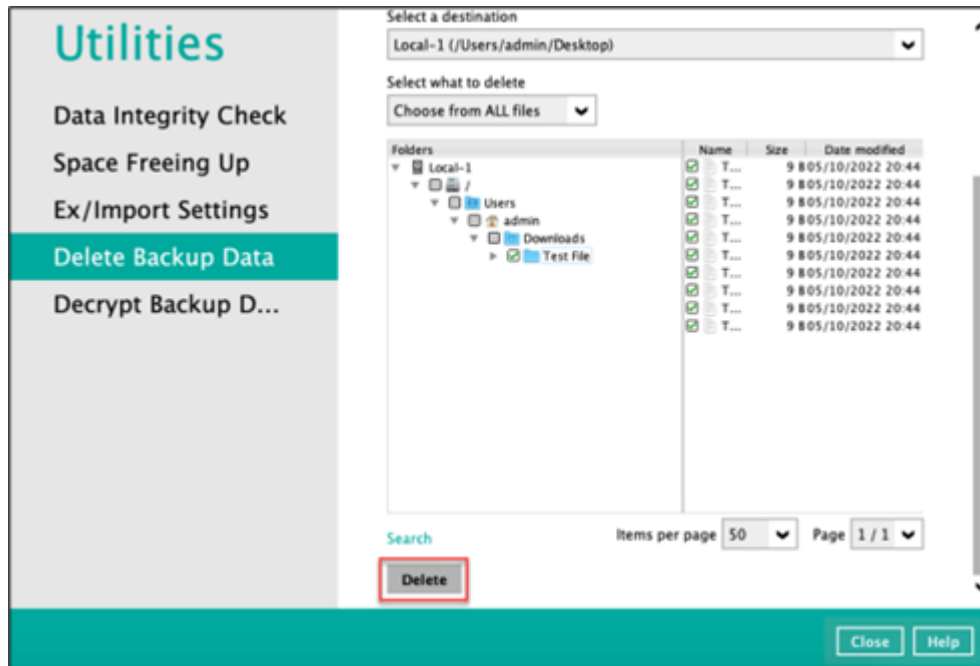 Utilities
Data Integrity Check
Space Freeing Up
Ex/Import Settings
Delete Backup Data
Decrypt Backup D...
Select a destination
Local-1 (/Users/admin/Desktop)
Select what to delete
Choose from ALL files
Folders
Local-1
/
Users
admin
Downloads
Test File
Name Size Date modified
T... 9 B 05/10/2022 20:44
T... 9 B 05/10/2022 20:44
T... 9 B 05/10/2022 20:44
T... 9 B 05/10/2022 20:44
T... 9 B 05/10/2022 20:44
T... 9 B 05/10/2022 20:44
T... 9 B 05/10/2022 20:44
T... 9 B 05/10/2022 20:44
T... 9 B 05/10/2022 20:44
T... 9 B 05/10/2022 20:44
Search
Items per page 50 Page 1 / 1
Delete
Close Help